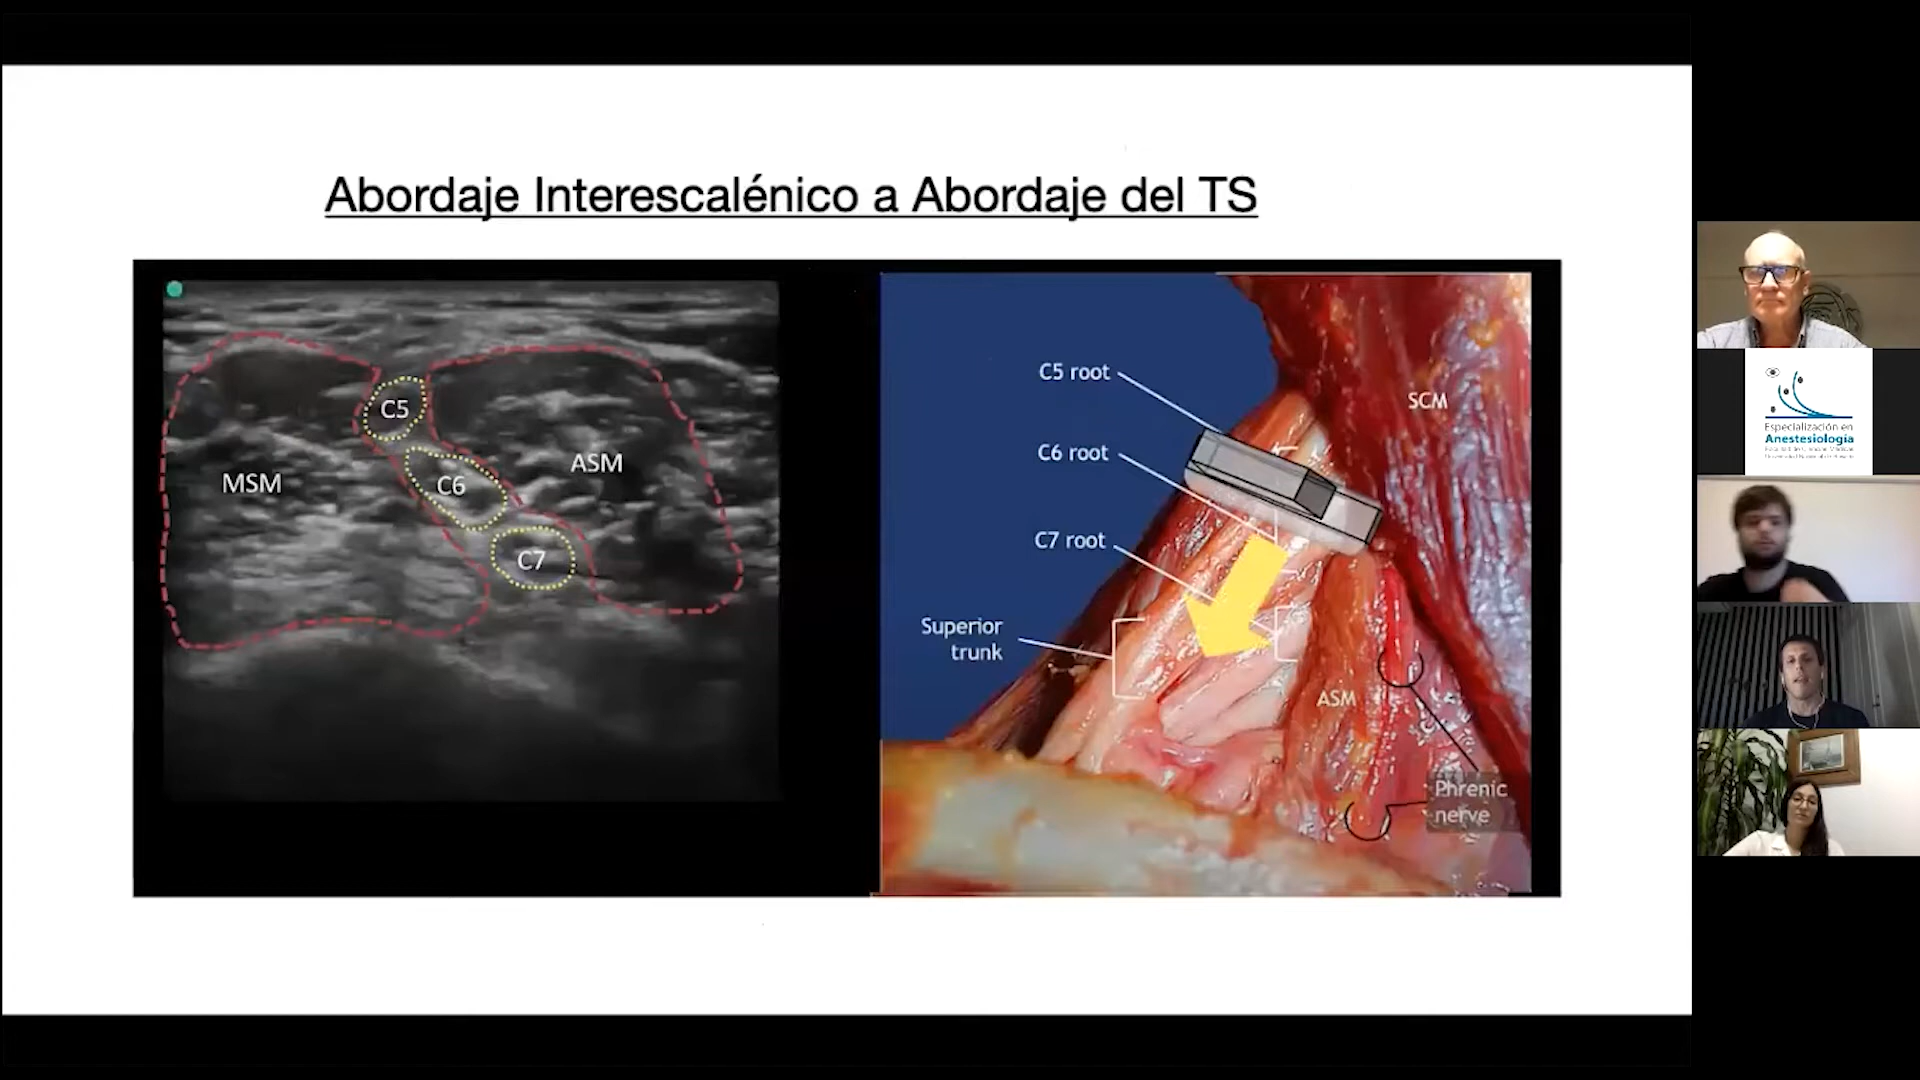 Abordaje Interescalénico a Abordaje del TS
C5
C6
C7
MSM
ASM
C5 root
C6 root
C7 root
Superior
trunk
SCM
ASM
Phrenic
nerve
Especialización en
Anestesiología